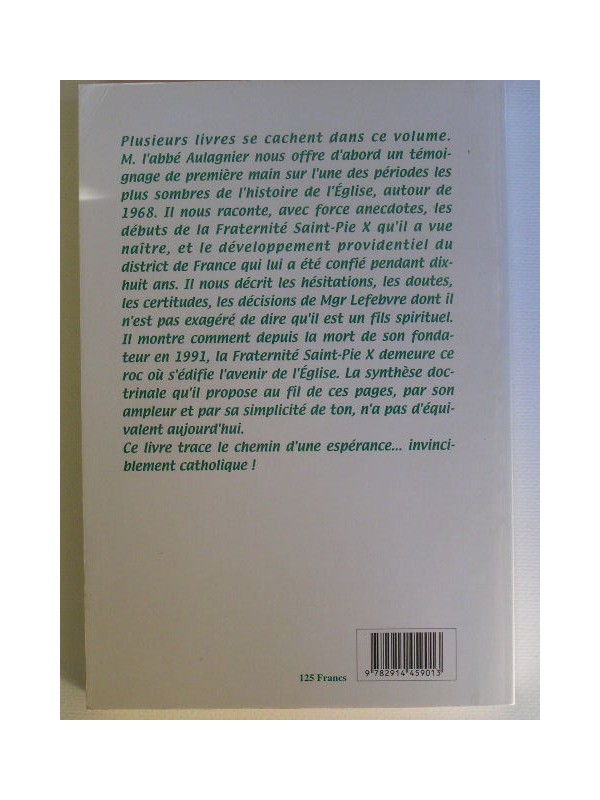 Plusieurs livres se cachent dans ce volume.
M. l'abbé Aulagnier nous offre d'abord un témoi-
gnage de première main sur l'une des périodes les
plus sombres de l'histoire de l'Église, autour de
1968. Il nous raconte, avec force anecdotes, les
débuts de la Fraternité Saint-Pie X qu'il a vue
naître, et le développement providentiel du
district de France qui lui a été confié pendant dix-
huit ans. Il nous décrit les hésitations, les doutes,
les certitudes, les décisions de Mgr Lefebvre dont il
n'est pas exagéré de dire qu'il est un fils spirituel.
Il montre comment depuis la mort de son fonda-
teur en 1991, la Fraternité Saint-Pie X demeure ce
roc où s'édifie l'avenir de l'Église. La synthèse doc-
trinale qu'il propose au fil de ces pages, par son
ampleur et par sa simplicité de ton, n'a pas d'équi-
valent aujourd'hui.
Ce livre trace le chemin d'une espérance... invinci-
blement catholique !
125 Francs
9 782914 459013